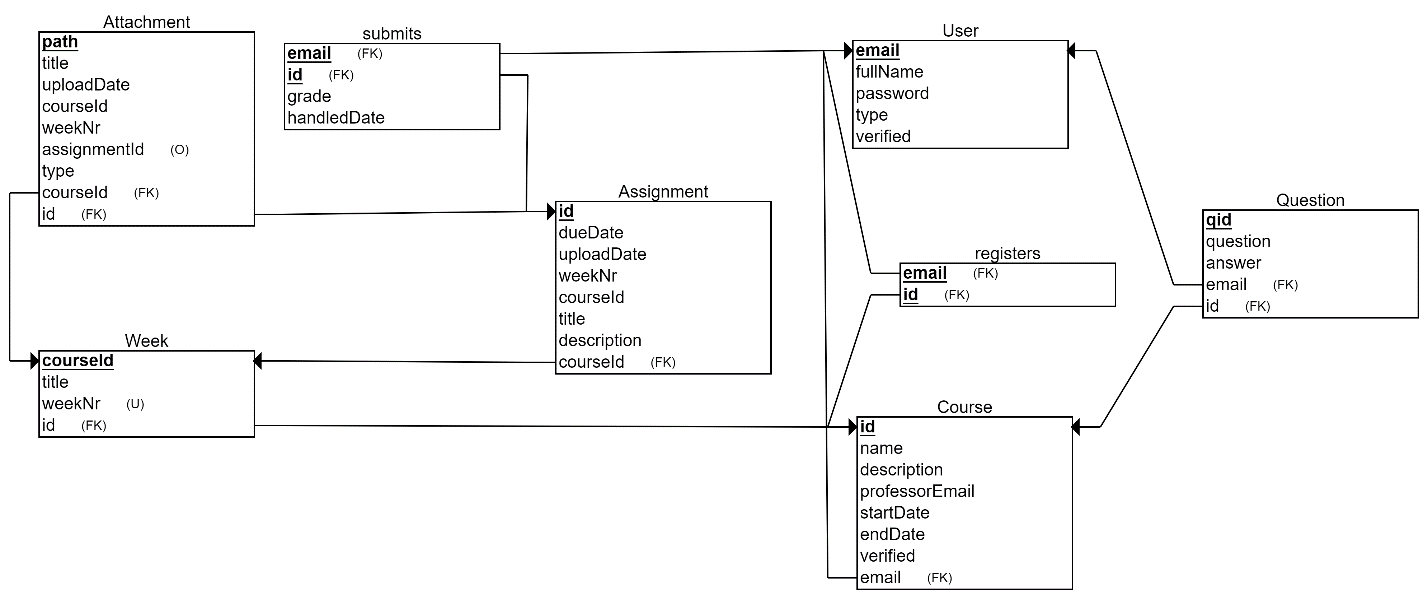 Attachment
path
title
uploadDate
courseId
weekNr
assignmentId (O)
type
courseId (FK)
id (FK)
submits
email (FK)
id (FK)
grade
handledDate
User
email
fullName
password
type
verified
Assignment
id
dueDate
uploadDate
weekNr
courseId
title
description
courseId (FK)
registers
email (FK)
id (FK)
Question
qid
question
answer
email (FK)
id (FK)
Week
courseId
title
weekNr (U)
id (FK)
Course
id
name
description
professorEmail
startDate
endDate
verified
email (FK)